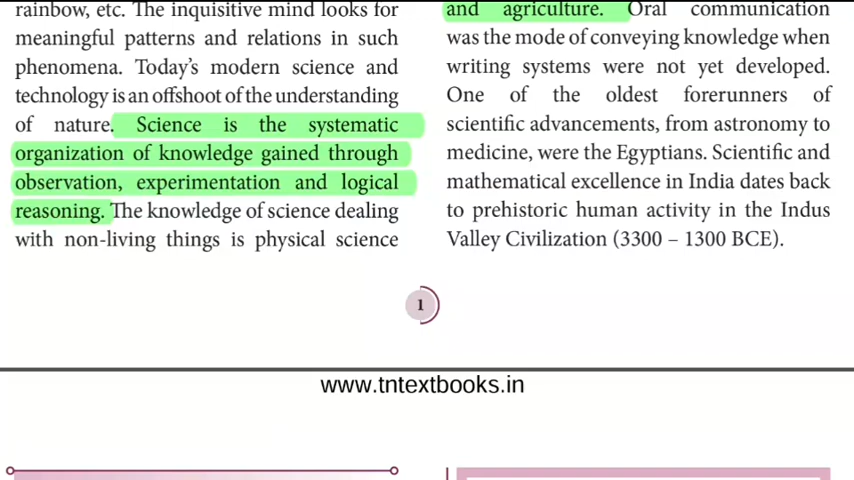 rainbow, etc. The inquisitive mind looks for
meaningful patterns and relations in such
phenomena. Today’s modern science and
technology is an offshoot of the understanding
of nature. Science is the systematic
organization of knowledge gained through
observation, experimentation and logical
reasoning. The knowledge of science dealing
with non-living things is physical science
and agriculture. Oral communication
was the mode of conveying knowledge when
writing systems were not yet developed.
One of the oldest forerunners of
scientific advancements, from astronomy to
medicine, were the Egyptians. Scientific and
mathematical excellence in India dates back
to prehistoric human activity in the Indus
Valley Civilization (3300 – 1300 BCE).
1
www.tntextbooks.in